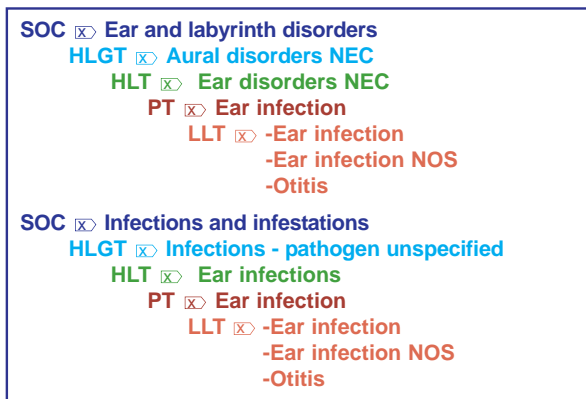 SOC x Ear and labyrinth disorders
HLGT x Aural disorders NEC
HLT x Ear disorders NEC
PT x Ear infection
LLT x -Ear infection
-Ear infection NOS
-Otitis
SOC x Infections and infestations
HLGT x Infections - pathogen unspecified
HLT x Ear infections
PT x Ear infection
LLT x -Ear infection
-Ear infection NOS
-Otitis